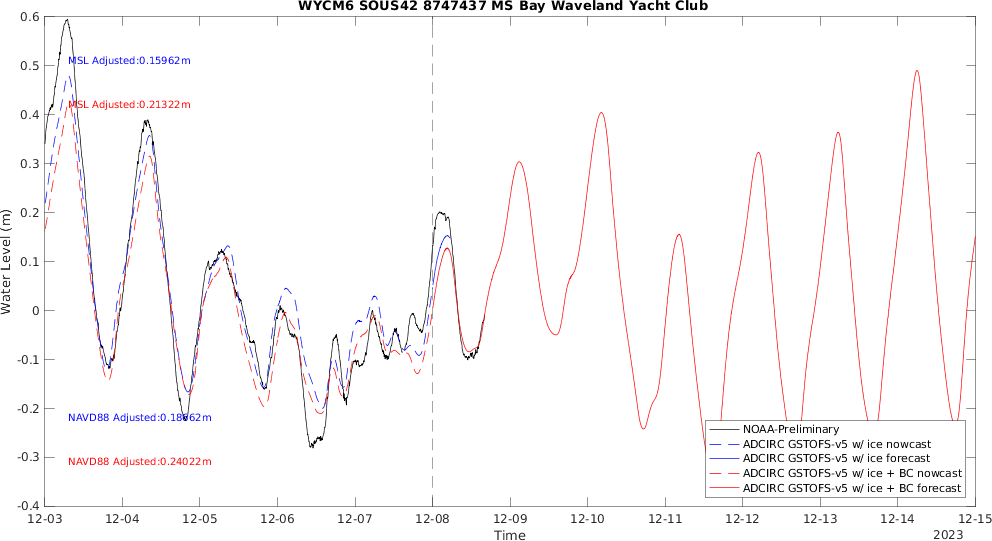 WYCM6 SOUS42 8747437 MS Bay Waveland Yacht Club
0.6
0.5
0.4
0.3
0.2
0.1
0
-0.1
-0.2
-0.3
-0.4
Water Level (m)
MSL Adjusted:0.15962m
MSL Adjusted:0.21322m
NAVD88 Adjusted:0.18662m
NAVD88 Adjusted:0.24022m
NOAA-Preliminary
ADCIRC GSTOFS-v5 w/ ice nowcast
ADCIRC GSTOFS-v5 w/ ice forecast
ADCIRC GSTOFS-v5 w/ ice + BC nowcast
ADCIRC GSTOFS-v5 w/ ice + BC forecast
12-03 12-04 12-05 12-06 12-07 12-08 12-09 12-10 12-11 12-12 12-13 12-14 12-15
Time
2023